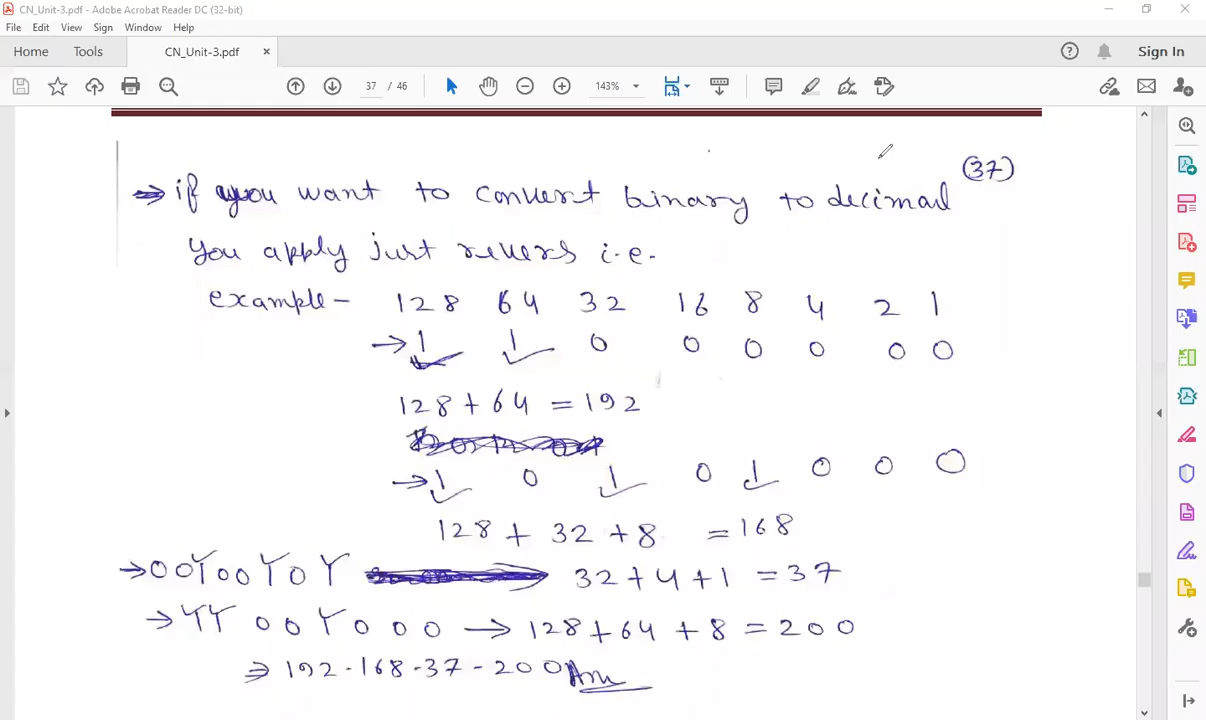 CN_Unit-3.pdf - Adobe Acrobat Reader DC (32-bit)
File Edit View Sign Window Help
Home Tools CN_Unit-3.pdf × Sign In
37 / 46 143%
(37)
→ if you want to convert binary to decimal
you apply just revers i.e.
example - 128 64 32 16 8 4 2 1
→ 1 1 0 0 0 0 0 0
128 + 64 = 192
→ 1 0 1 0 1 0 0 0
128 + 32 + 8 = 168
→ 00100101 32 + 4 + 1 = 37
→ 11001000 → 128 + 64 + 8 = 200
⇒ 192.168.37.200 Ans